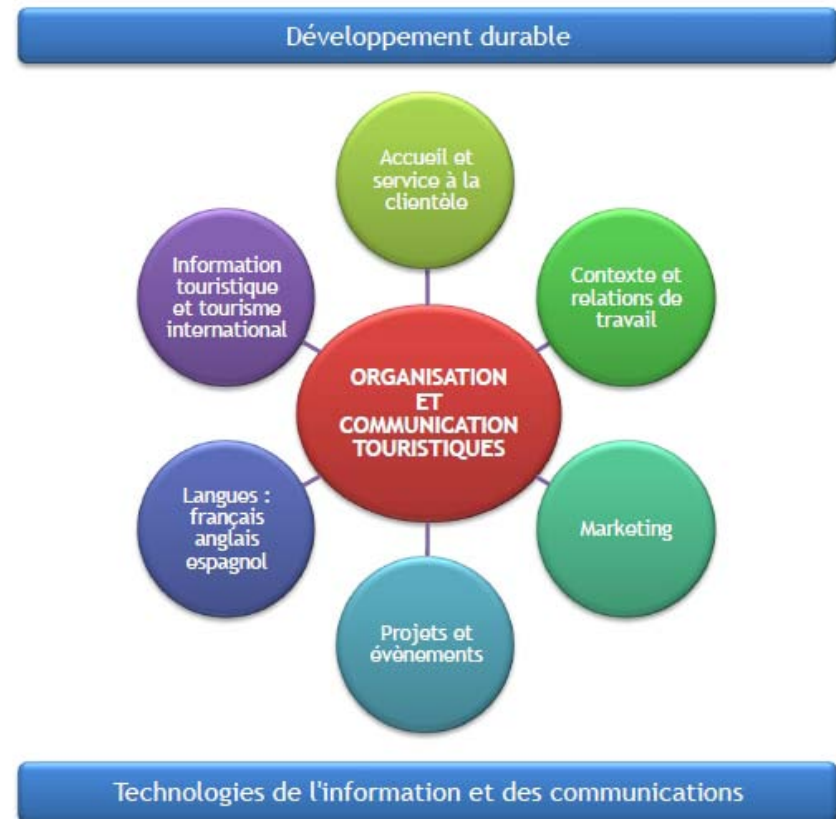 Développement durable
Accueil et
service à la
clientèle
Contexte et
relations de
travail
Marketing
Projets et
évènements
Langues :
français
anglais
espagnol
Information
touristique
et tourisme
international
ORGANISATION
ET
COMMUNICATION
TOURISTIQUES
Technologies de l'information et des communications